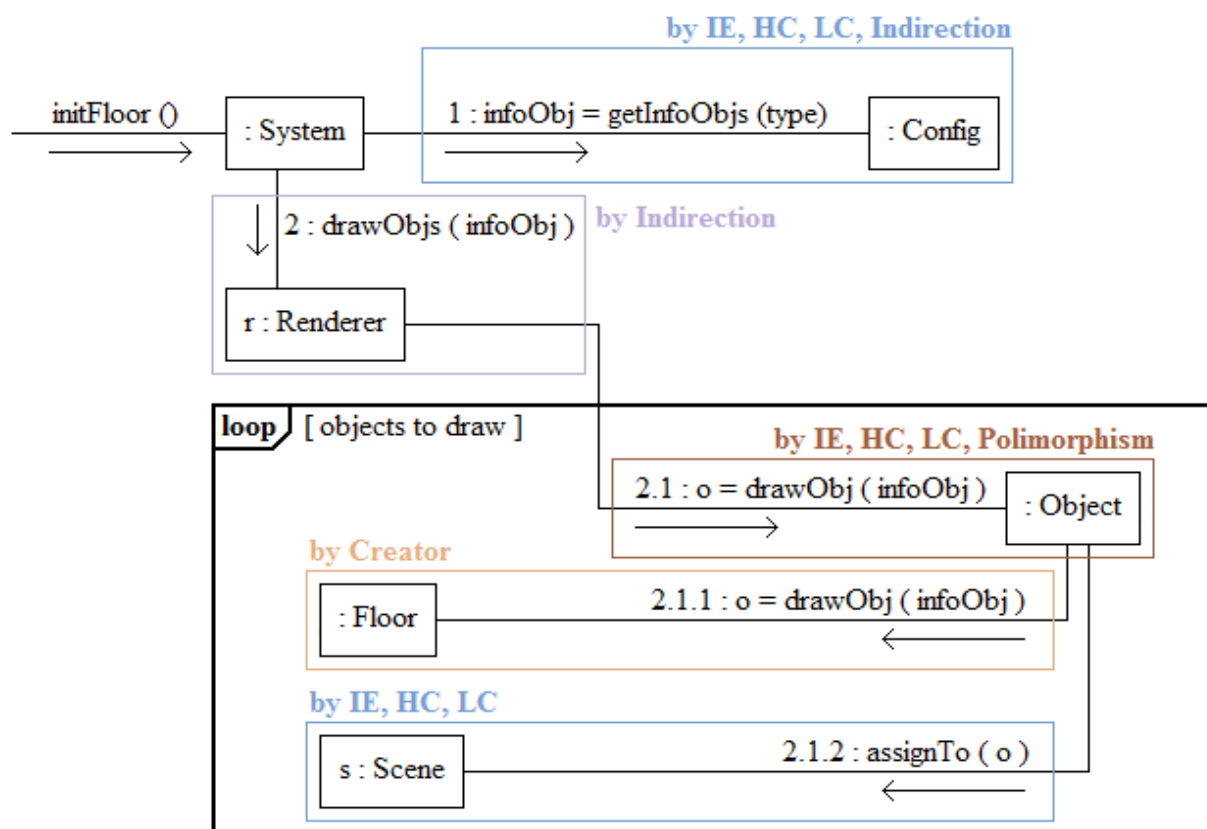 by IE, HC, LC, Indirection
initFloor ()
: System
1 : infoObj = getInfoObjs (type)
: Config
2 : drawObjs ( infoObj )
by Indirection
r : Renderer
loop [ objects to draw ]
by IE, HC, LC, Polimorphism
2.1 : o = drawObj ( infoObj )
: Object
by Creator
: Floor
2.1.1 : o = drawObj ( infoObj )
by IE, HC, LC
s : Scene
2.1.2 : assignTo ( o )